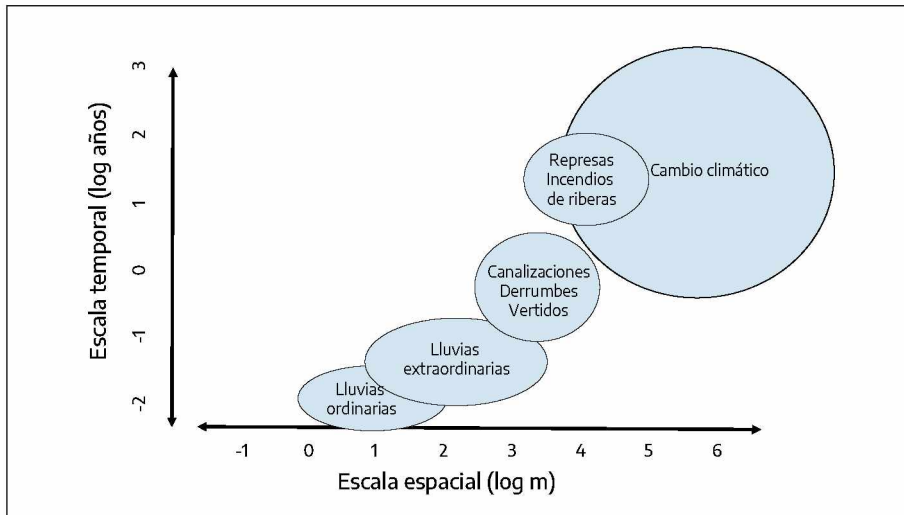 Escala temporal (log años)
3
2
1
0
-1
-2
Represas
Incendios
de riberas
Cambio climático
Canalizaciones
Derrumbes
Vertidos
Lluvias
extraordinarias
Lluvias
ordinarias
-1 0 1 2 3 4 5 6
Escala espacial (log m)